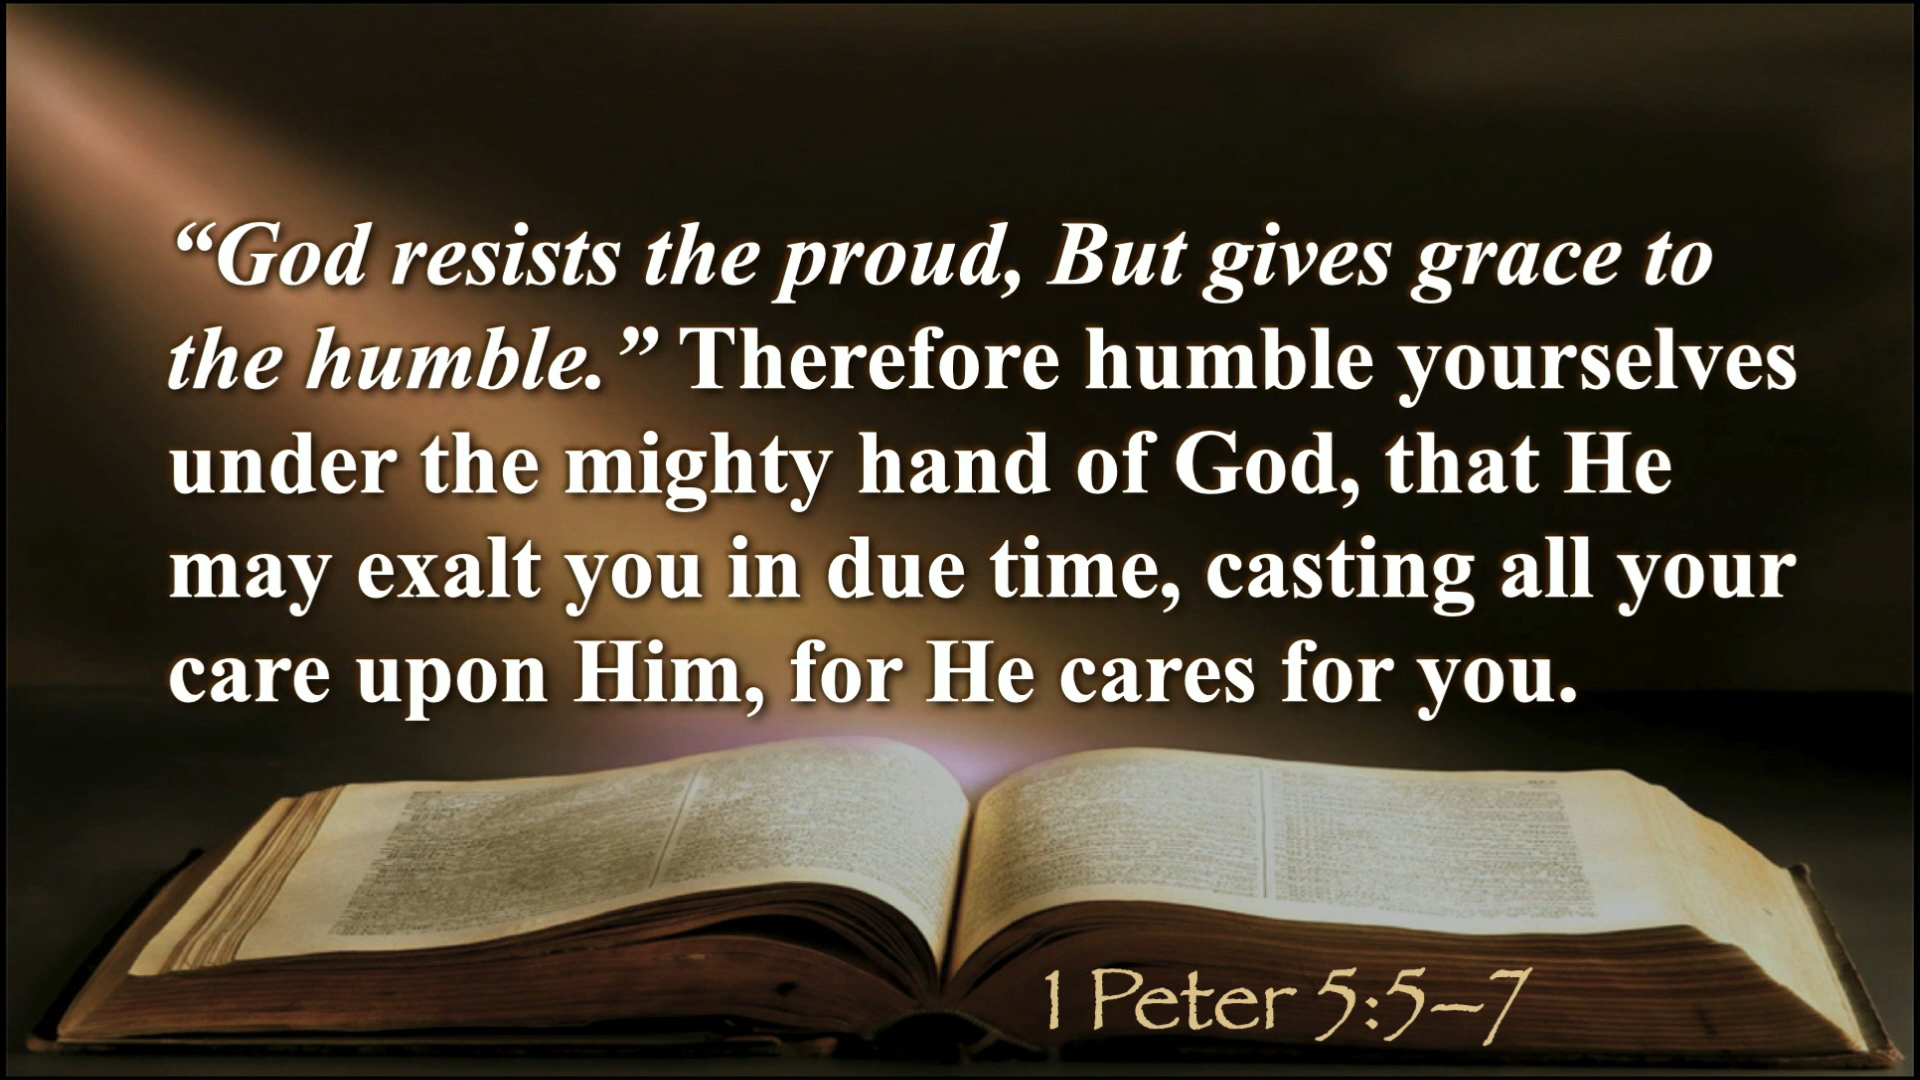 “God resists the proud, But gives grace to
the humble.” Therefore humble yourselves
under the mighty hand of God, that He
may exalt you in due time, casting all your
care upon Him, for He cares for you.
1 Peter 5:5–7